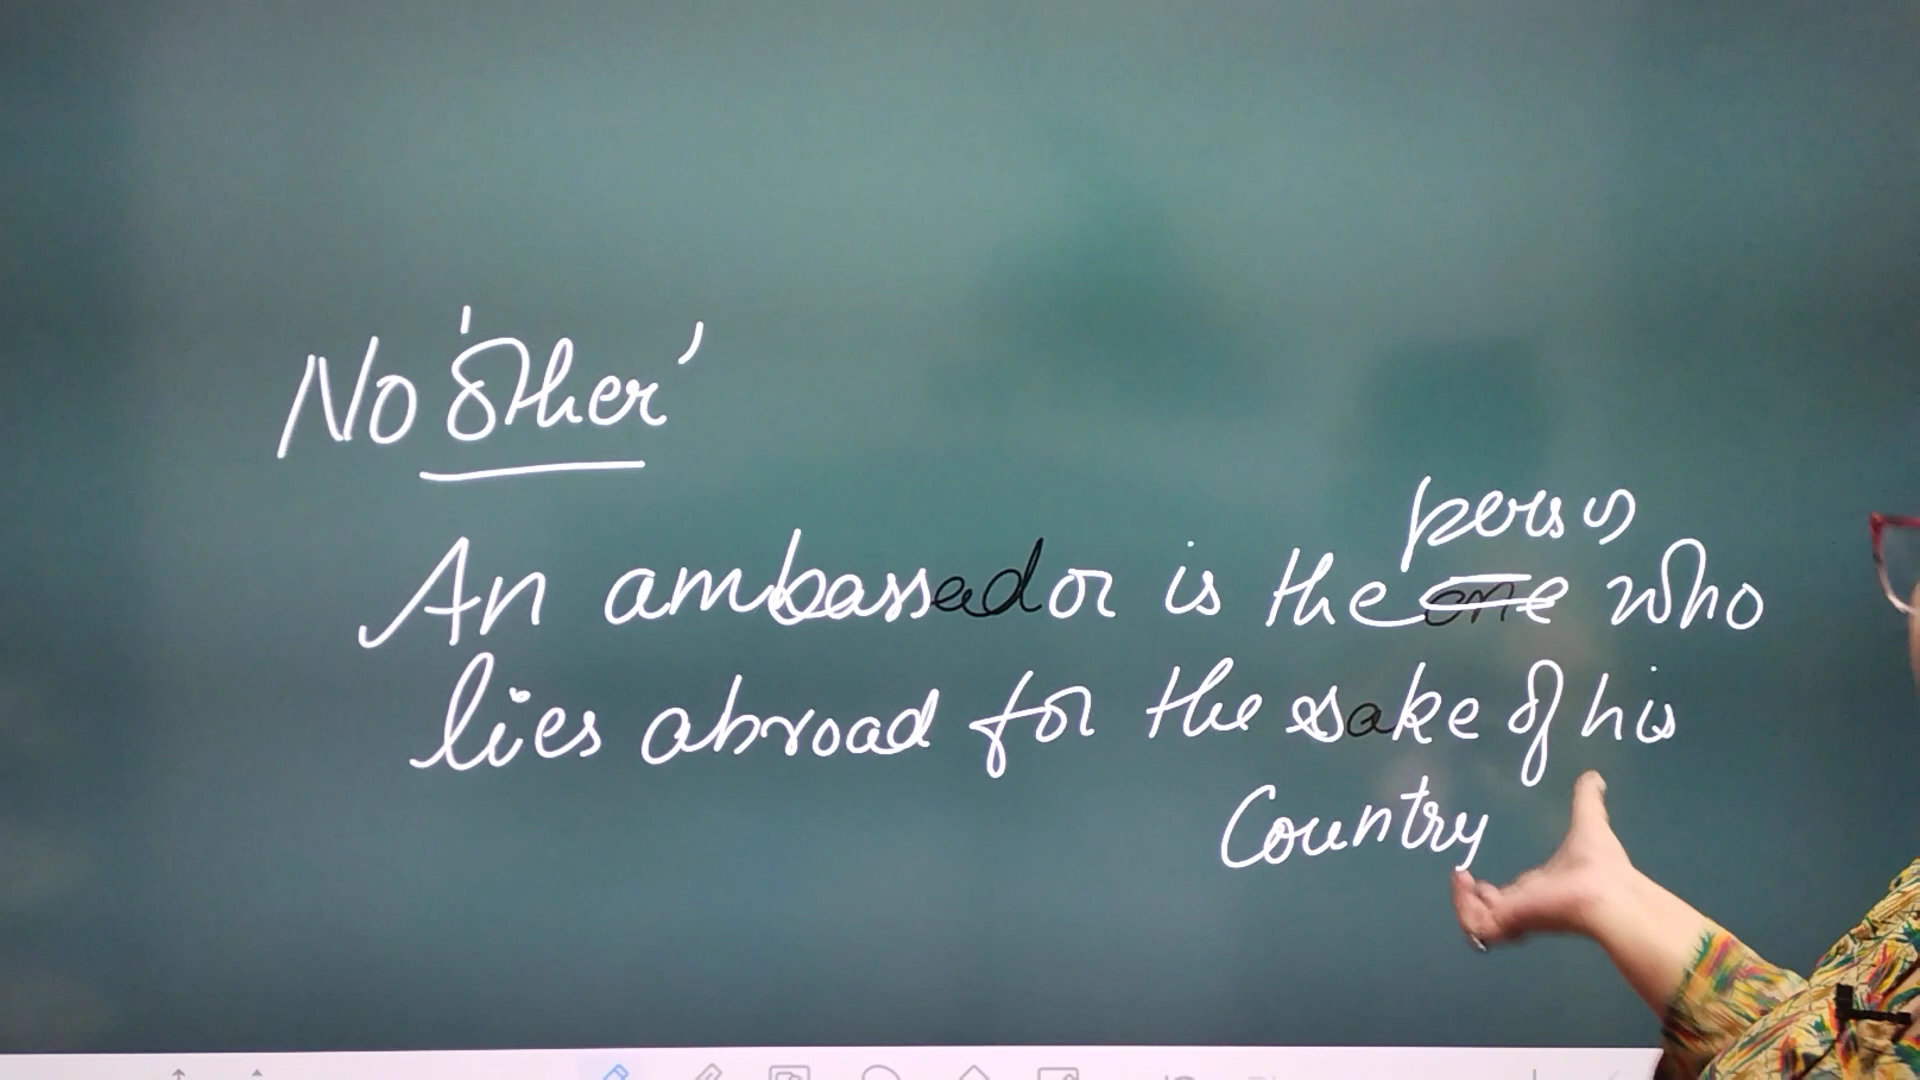 No 'other'
An ambassador is the one person who
lies abroad for the sake of his
Country